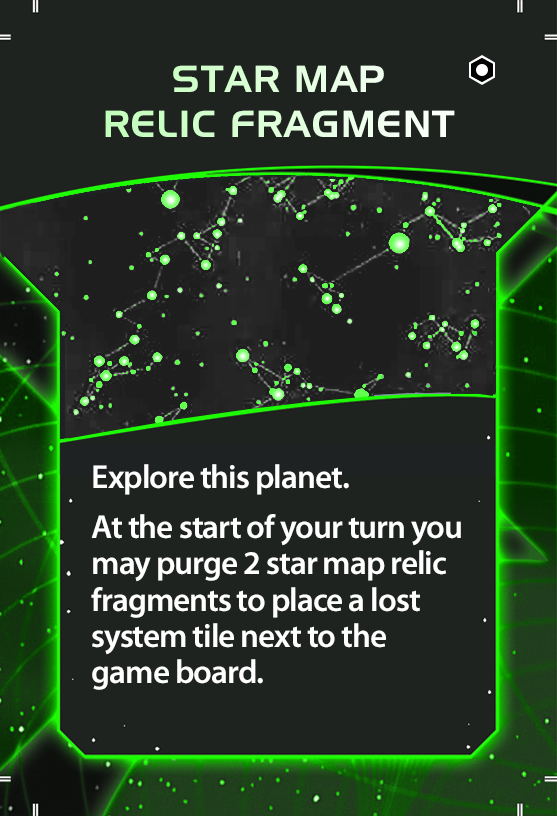 STAR MAP
RELIC FRAGMENT
Explore this planet.
At the start of your turn you
may purge 2 star map relic
fragments to place a lost
system tile next to the
game board.